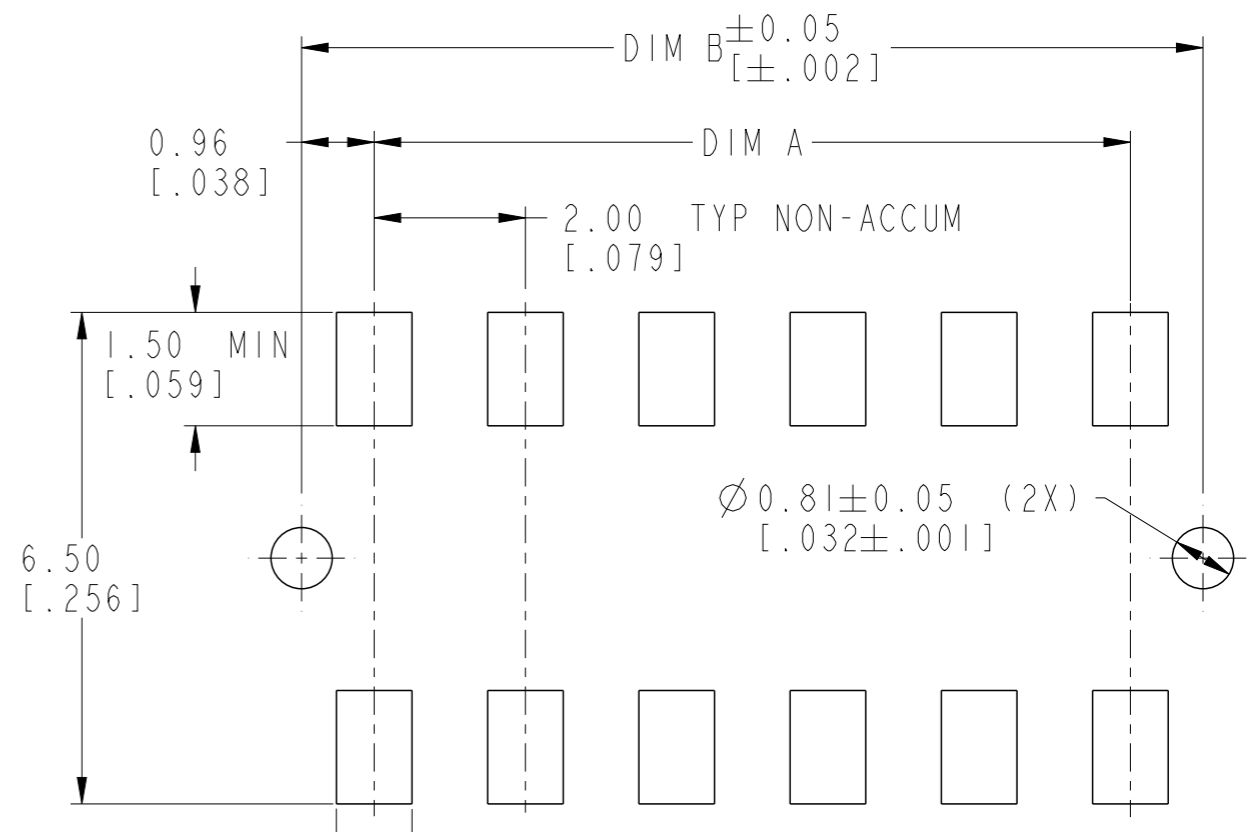 DIM B ±0.05
[±.002]
0.96
[.038]
DIM A
2.00 TYP NON-ACCUM
[.079]
1.50 MIN
[.059]
Ø0.81±0.05 (2X)
[.032±.001]
6.50
[.256]